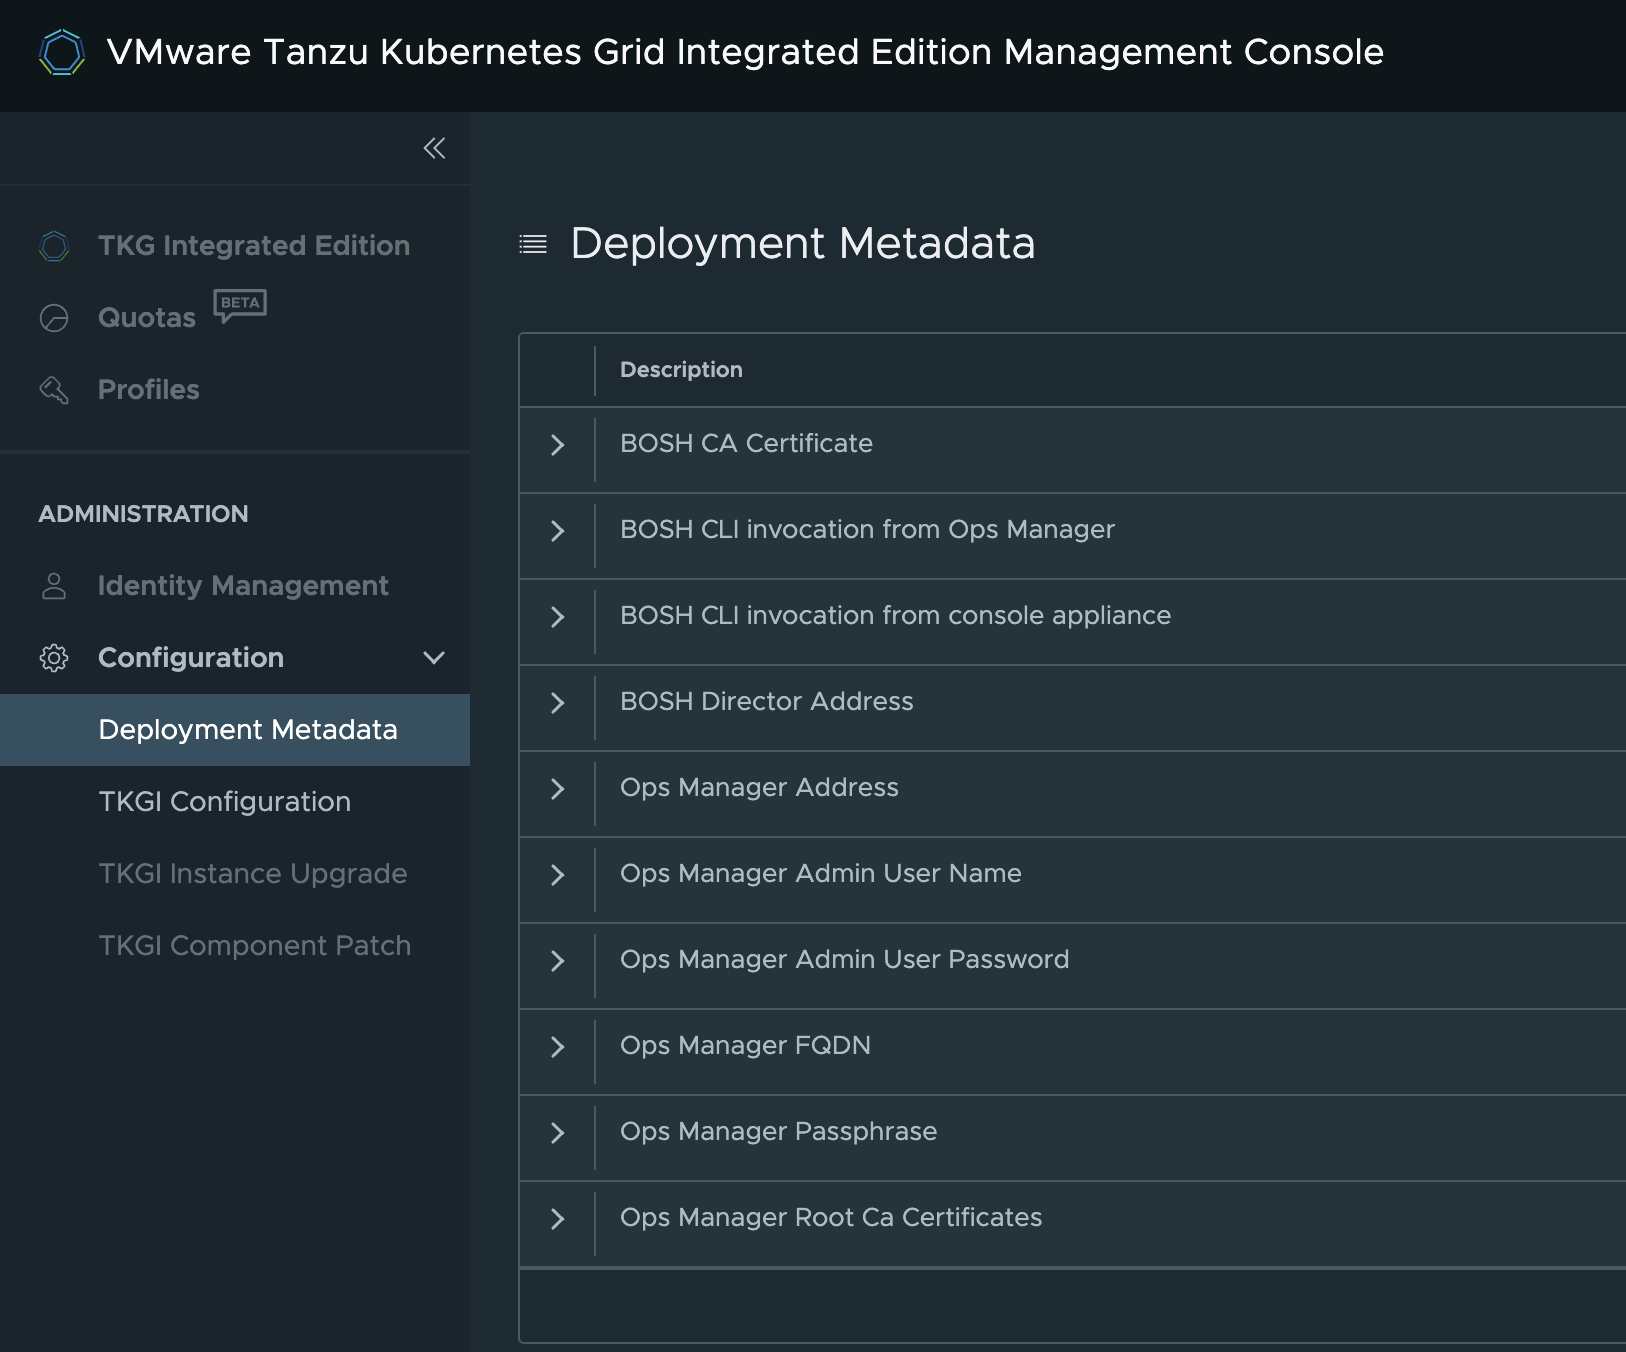 VMware Tanzu Kubernetes Grid Integrated Edition Management Console
TKG Integrated Edition
Quotas BETA
Profiles
ADMINISTRATION
Identity Management
Configuration
Deployment Metadata
TKGI Configuration
TKGI Instance Upgrade
TKGI Component Patch
Deployment Metadata
Description
BOSH CA Certificate
BOSH CLI invocation from Ops Manager
BOSH CLI invocation from console appliance
BOSH Director Address
Ops Manager Address
Ops Manager Admin User Name
Ops Manager Admin User Password
Ops Manager FQDN
Ops Manager Passphrase
Ops Manager Root Ca Certificates